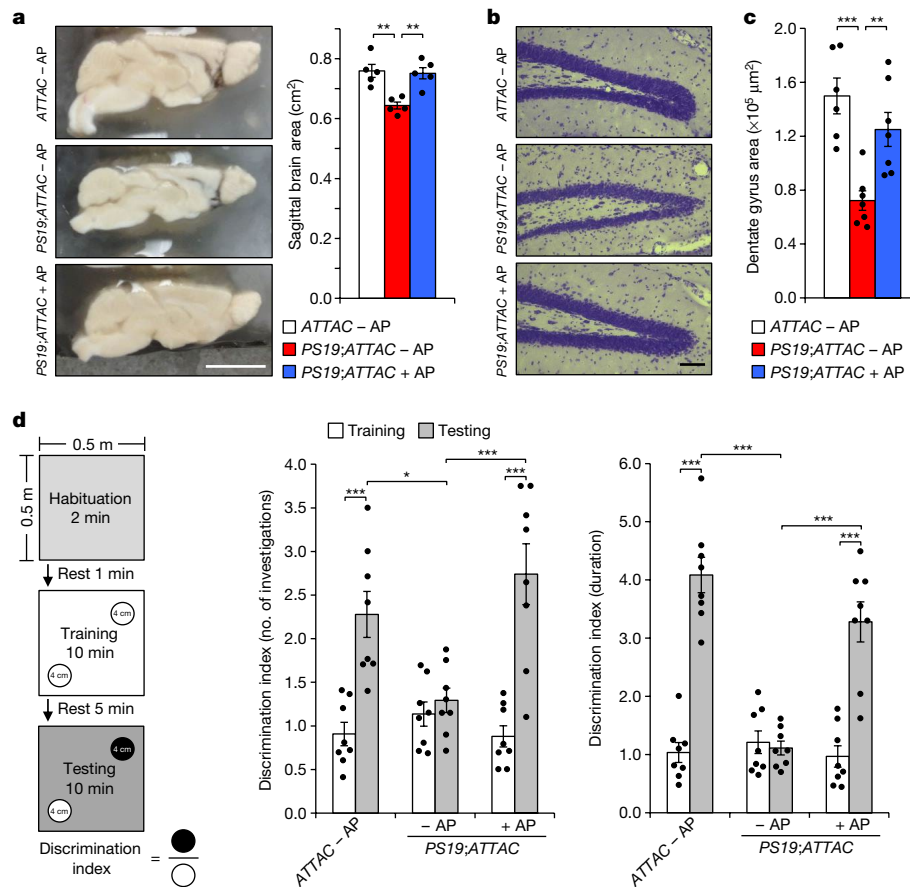 a
ATTAC – AP
PS19;ATTAC – AP
PS19;ATTAC + AP
Sagittal brain area (cm2)
0.8
0.6
0.4
0.2
0.0
** **
ATTAC – AP
PS19;ATTAC – AP
PS19;ATTAC + AP
b
ATTAC – AP
PS19;ATTAC – AP
PS19;ATTAC + AP
c
Dentate gyrus area (×10⁵ μm²)
2.0
1.6
1.2
0.8
0.4
*** **
ATTAC – AP
PS19;ATTAC – AP
PS19;ATTAC + AP
d
0.5 m
0.5 m
Habituation
2 min
Rest 1 min
4 cm
Training
10 min
4 cm
Rest 5 min
4 cm
Testing
10 min
4 cm
Discrimination
index
=
Training Testing
Discrimination index (no. of investigations)
4.0
3.5
3.0
2.5
2.0
1.5
1.0
0.5
0.0
***
*
***
***
ATTAC – AP
– AP + AP
PS19;ATTAC
Discrimination index (duration)
6.0
5.0
4.0
3.0
2.0
1.0
0.0
***
***
***
***
ATTAC – AP
– AP + AP
PS19;ATTAC